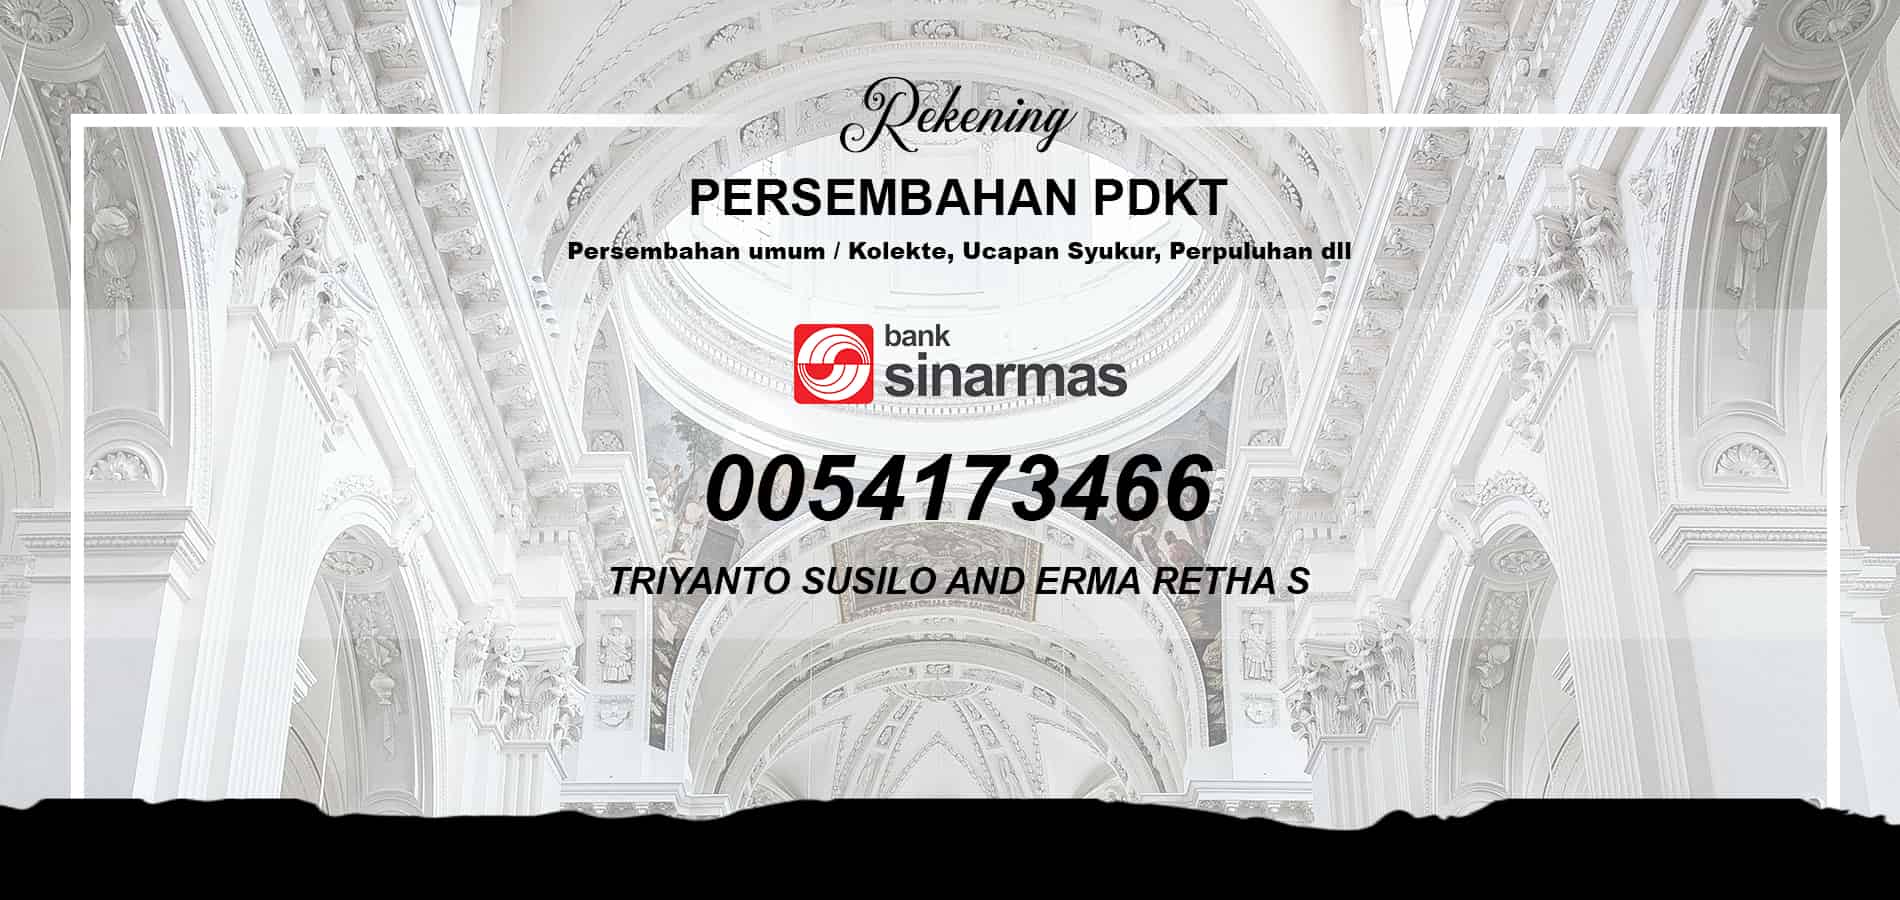 Rekening
PERSEMBAHAN PDKT
Persembahan umum / Kolekte, Ucapan Syukur, Perpuluhan dll
bank
sinarmas
0054173466
TRIYANTO SUSILO AND ERMA RETHA S